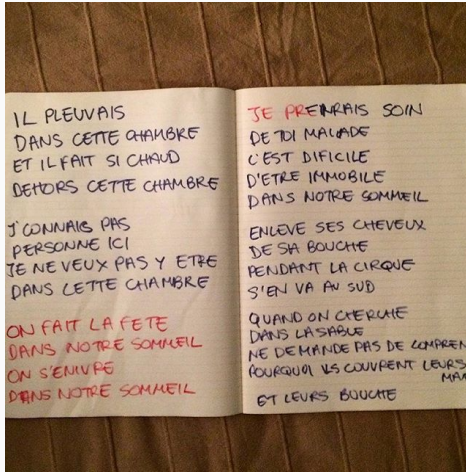 IL PLEUVAIS
DANS CETTE CHAMBRE
ET IL FAIT SI CHAUD
DEHORS CETTE CHAMBRE
J'CONNAIS PAS
PERSONNE ICI
JE NE VEUX PAS Y ETRE
DANS CETTE CHAMBRE
ON FAIT LA FETE
DANS NOTRE SOMMEIL
ON S'ENIVRE
DANS NOTRE SOMMEIL
JE PRENRAIS SOIN
DE TOI MALADE
C'EST DIFICILE
D'ETRE IMMOBILE
DANS NOTRE SOMMEIL
ENLEVE SES CHEVEUX
DE SA BOUCHE
PENDANT LA CIRQUE
S'EN VA AU SUD
QUAND ON CHERCHE
DANS LA SABLE
NE DEMANDE PAS DE COMPREN
POURQUOI ILS COUVRENT LEURS
MAI
ET LEURS BOUCHE